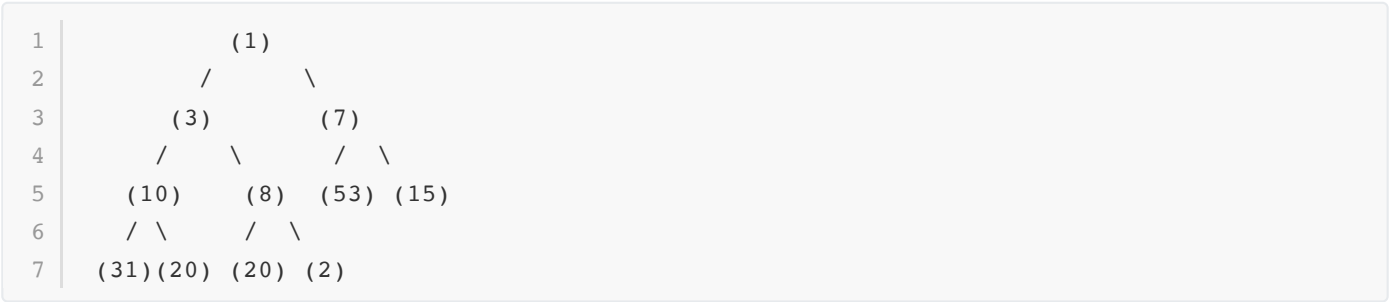 1            (1)
2          /      \
3        (3)       (7)
4       /    \      /  \
5     (10)    (8)  (53) (15)
6     / \     /  \
7   (31)(20) (20) (2)